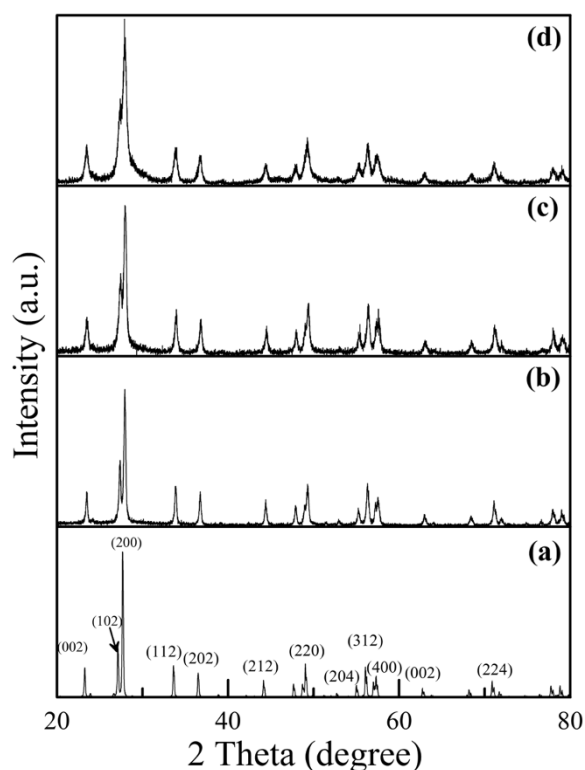 (d)
(c)
(b)
(a)
Intensity (a.u.)
(200)
(102)
(002)
(112)
(202)
(212)
(220)
(204)
(312)
(400)
(002)
(224)
20 40 60 80
2 Theta (degree)